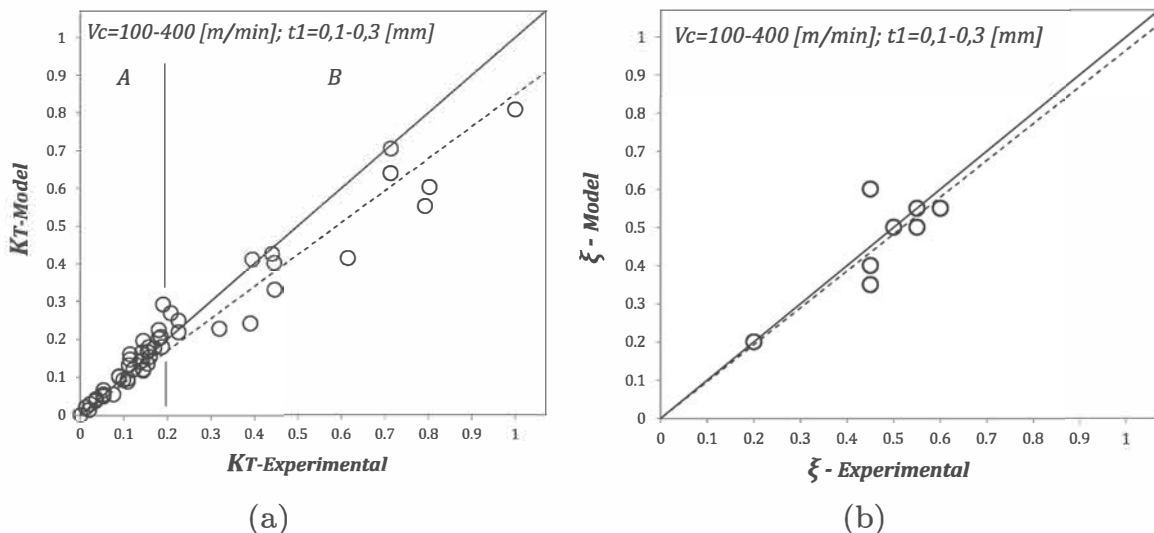 Vc=100-400 [m/min]; t1=0,1-0,3 [mm]
A
B
1
0.9
0.8
0.7
0.6
0.5
0.4
0.3
0.2
0.1
0
KT-Model
0 0.1 0.2 0.3 0.4 0.5 0.6 0.7 0.8 0.9 1
KT-Experimental
(a)
Vc=100-400 [m/min]; t1=0,1-0,3 [mm]
1
0.9
0.8
0.7
0.6
0.5
0.4
0.3
0.2
0.1
0
ξ - Model
0 0.1 0.2 0.3 0.4 0.5 0.6 0.7 0.8 0.9 1
ξ - Experimental
(b)